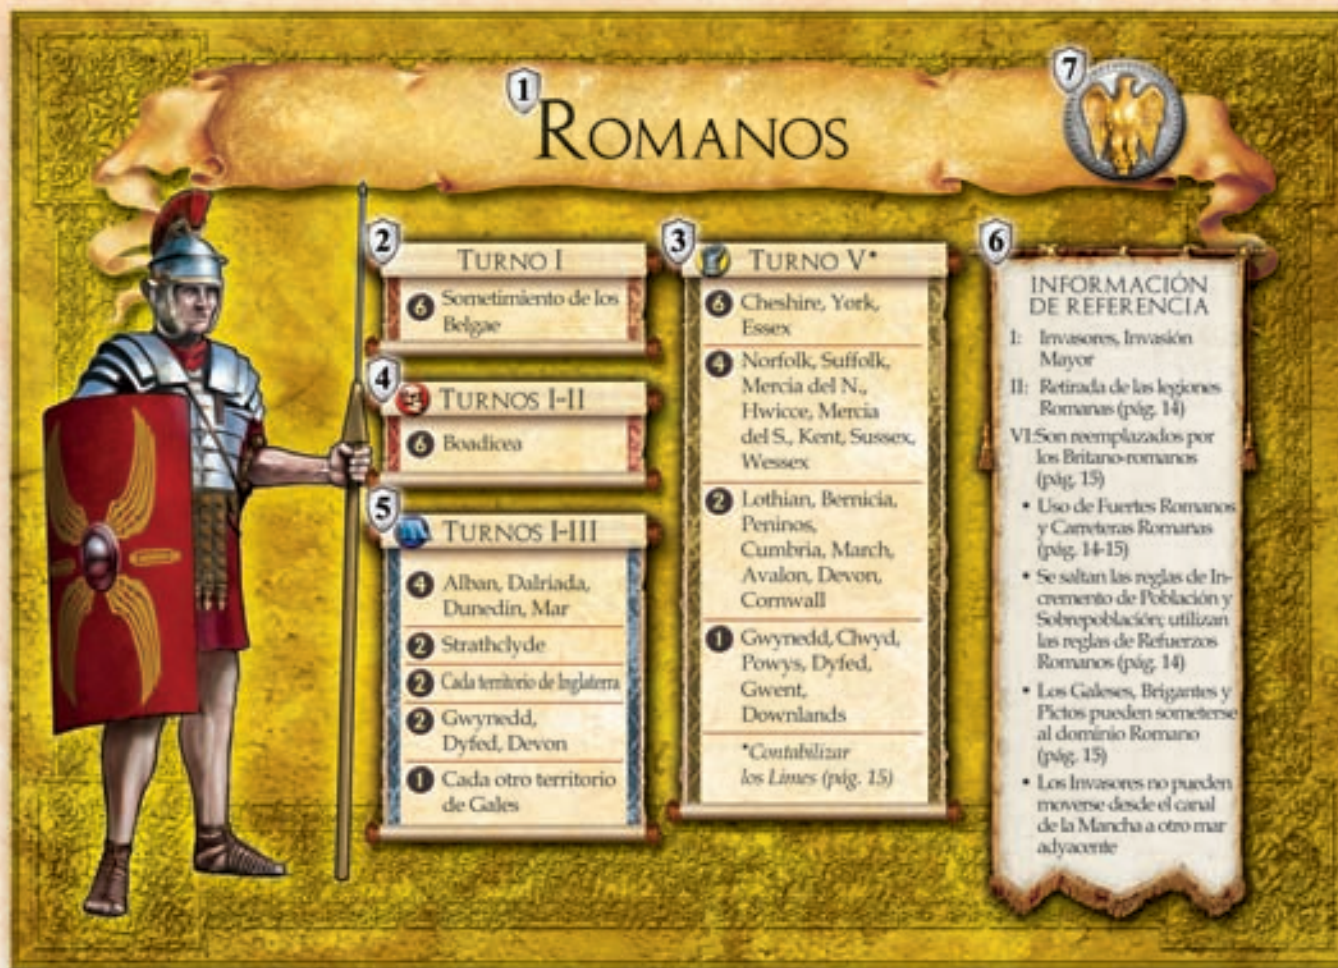 1
ROMANOS
7
2
TURNO I
6 Sometimiento de los
Belgae
4
TURNOS I-II
6 Boadicea
5
TURNOS I-III
4 Alban, Dalriada,
Dunedin, Mar
2 Strathclyde
2 Cada territorio de Inglaterra
2 Gwynedd,
Dyfed, Devon
1 Cada otro territorio
de Gales
3
TURNO V*
6 Cheshire, York,
Essex
4 Norfolk, Suffolk,
Mercia del N.,
Hwicce, Mercia
del S., Kent, Sussex,
Wessex
2 Lothian, Bernicia,
Peninos,
Cumbria, March,
Avalon, Devon,
Cornwall
1 Gwynedd, Clwyd,
Powys, Dyfed,
Gwent,
Downlands
*Contabilizar
los Limes (pág. 15)
6
INFORMACIÓN
DE REFERENCIA
I: Invasores, Invasión
Mayor
II: Retirada de las legiones
Romanas (pág. 14)
VI:Son reemplazados por
los Britano-romanos
(pág. 15)
• Uso de Fuertes Romanos
y Carreteras Romanas
(pág. 14-15)
• Se saltan las reglas de In-
cremento de Población y
Sobrepoblación; utilizan
las reglas de Refuerzos
Romanos (pág. 14)
• Los Galeses, Brigantes y
Pictos pueden someterse
al dominio Romano
(pág. 15)
• Los Invasores no pueden
moverse desde el canal
de la Mancha a otro mar
adyacente